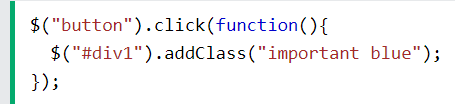 $("button").click(function(){
  $("#div1").addClass("important blue");
});